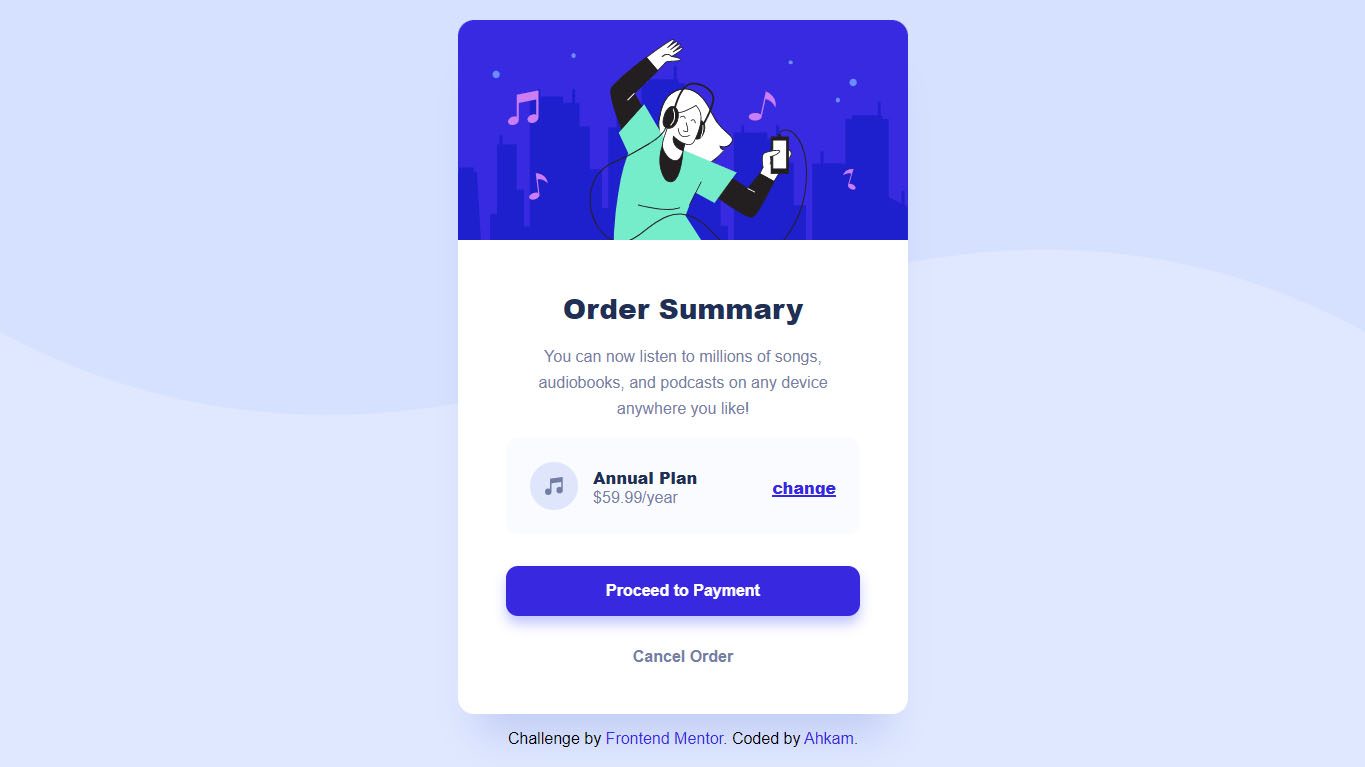 Order Summary
You can now listen to millions of songs,
audiobooks, and podcasts on any device
anywhere you like!
Annual Plan
$59.99/year
change
Proceed to Payment
Cancel Order
Challenge by Frontend Mentor. Coded by Ahkam.